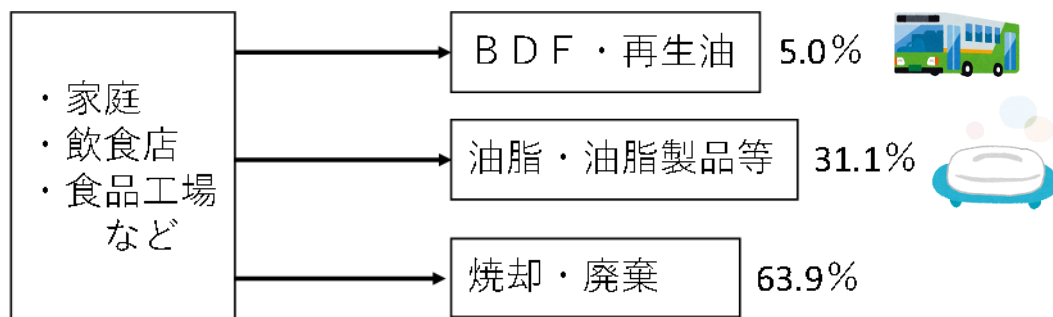 ・家庭
・飲食店
・食品工場
など
ＢＤＦ・再生油
5.0％
油脂・油脂製品等
31.1％
焼却・廃棄
63.9％